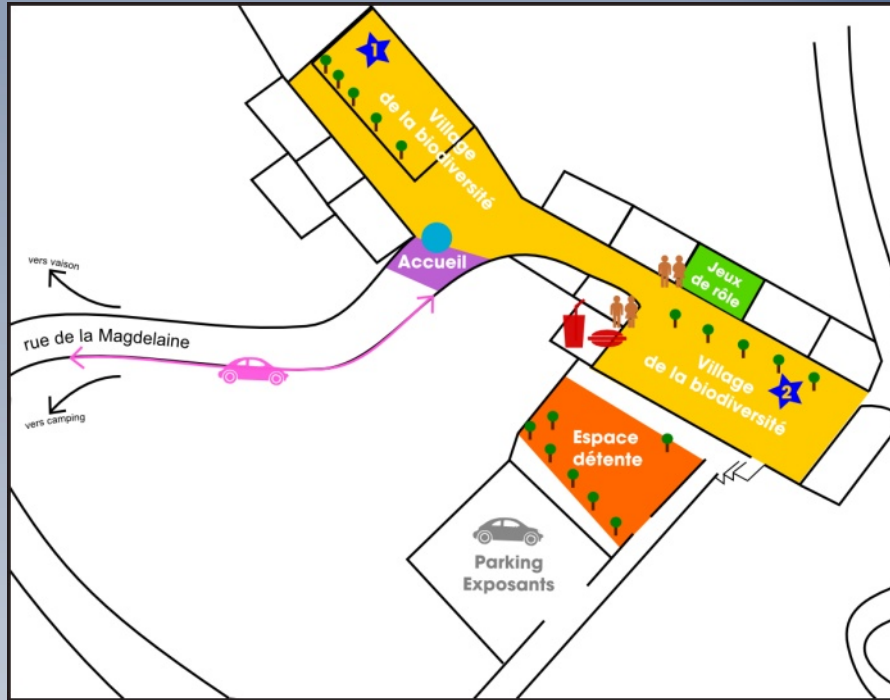 1
Village
de la biodiversité
Accueil
vers vaison
rue de la Magdelaine
vers camping
Jeux
de rôle
Village
de la biodiversité
2
Espace
détente
Parking
Exposants